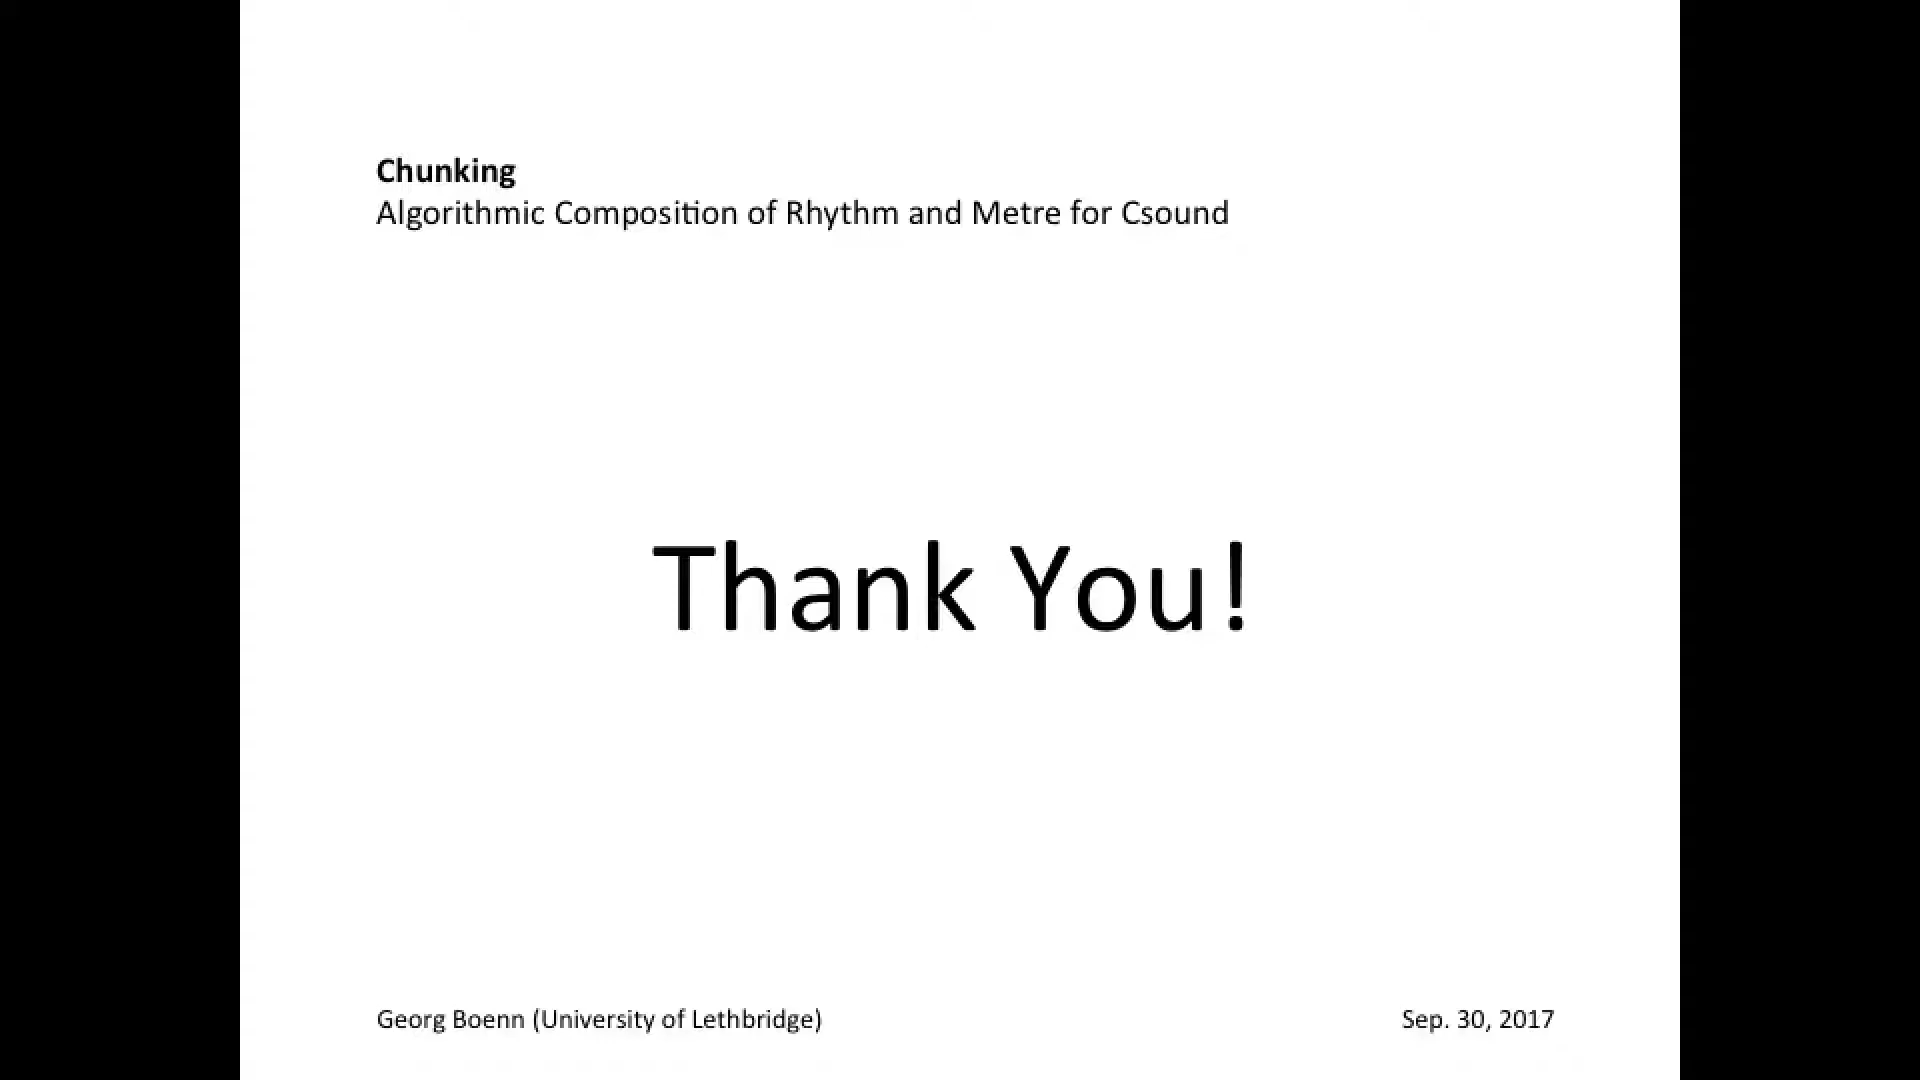 Chunking
Algorithmic Composition of Rhythm and Metre for Csound
Thank You!
Georg Boenn (University of Lethbridge)
Sep. 30, 2017